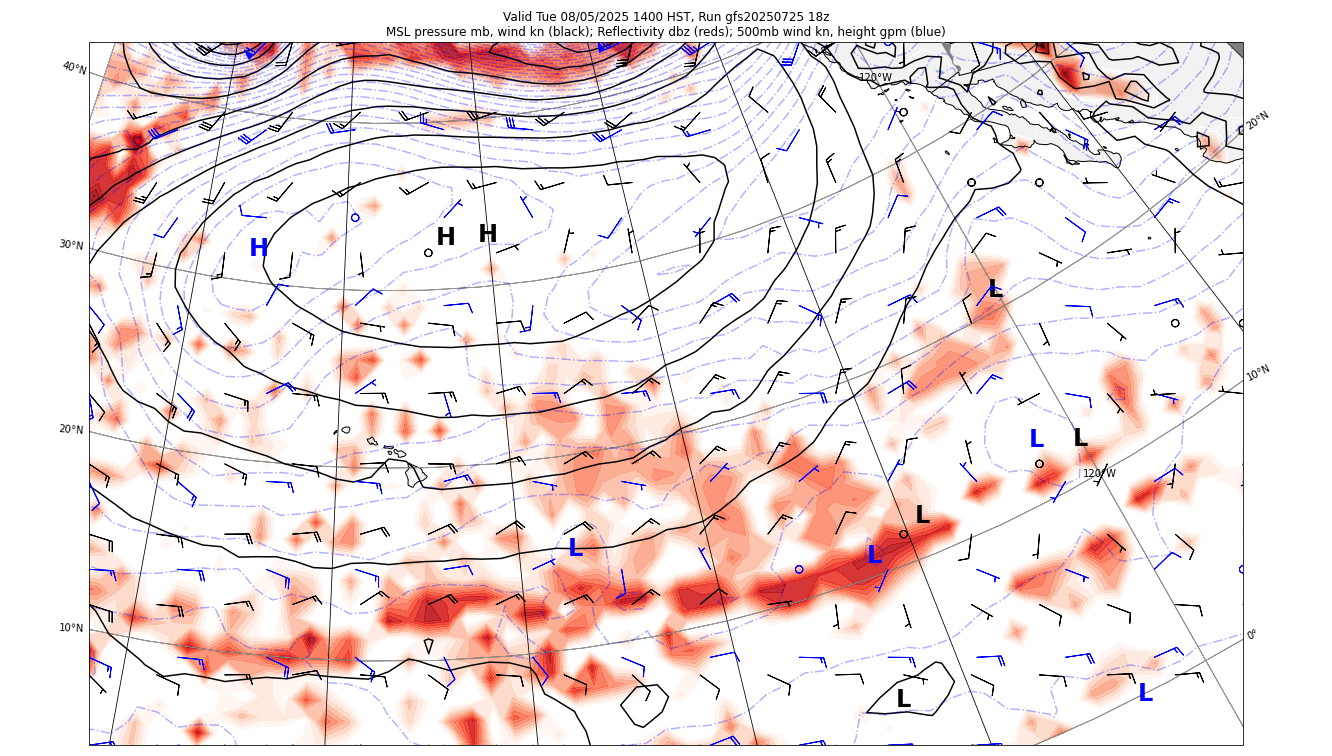 Valid Tue 08/05/2025 1400 HST, Run gfs20250725 18z
MSL pressure mb, wind kn (black); Reflectivity dbz (reds); 500mb wind kn, height gpm (blue)
40°N
120°W
20°N
H
H
H
30°N
L
10°N
20°N
L
L
120°W
L
L
L
10°N
0°
L
L